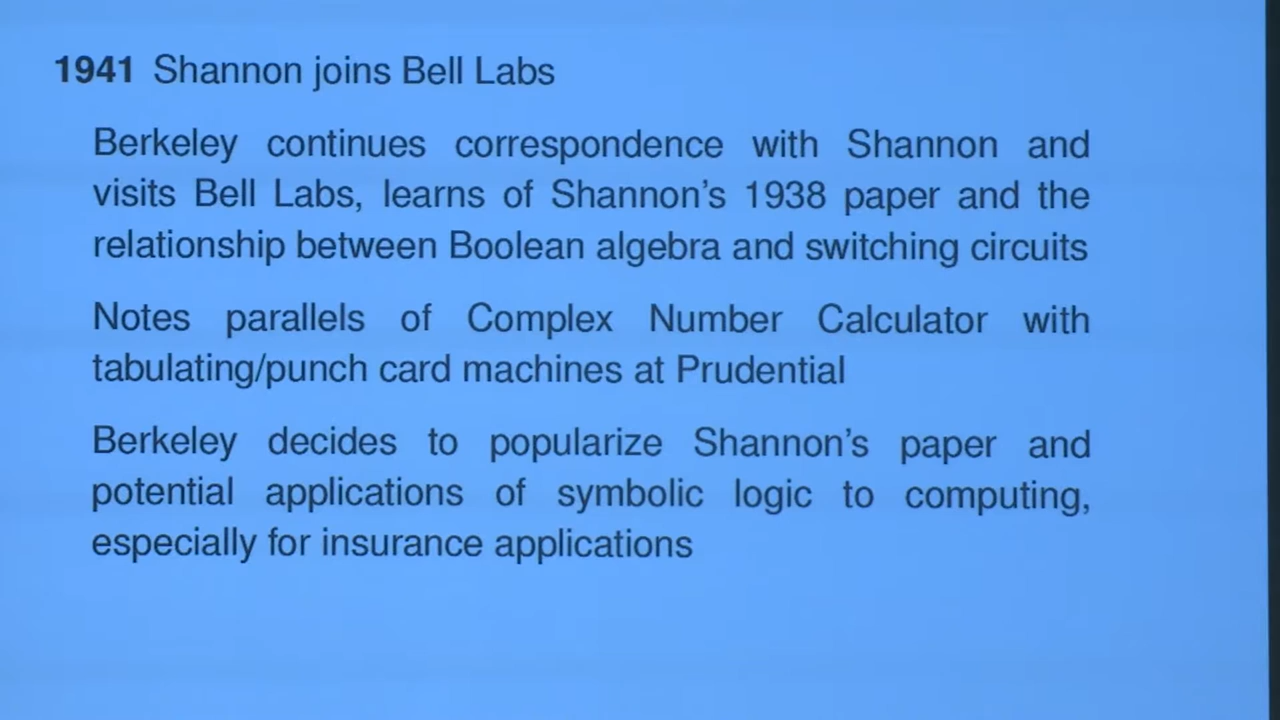 1941 Shannon joins Bell Labs
Berkeley continues correspondence with Shannon and
visits Bell Labs, learns of Shannon’s 1938 paper and the
relationship between Boolean algebra and switching circuits
Notes parallels of Complex Number Calculator with
tabulating/punch card machines at Prudential
Berkeley decides to popularize Shannon’s paper and
potential applications of symbolic logic to computing,
especially for insurance applications